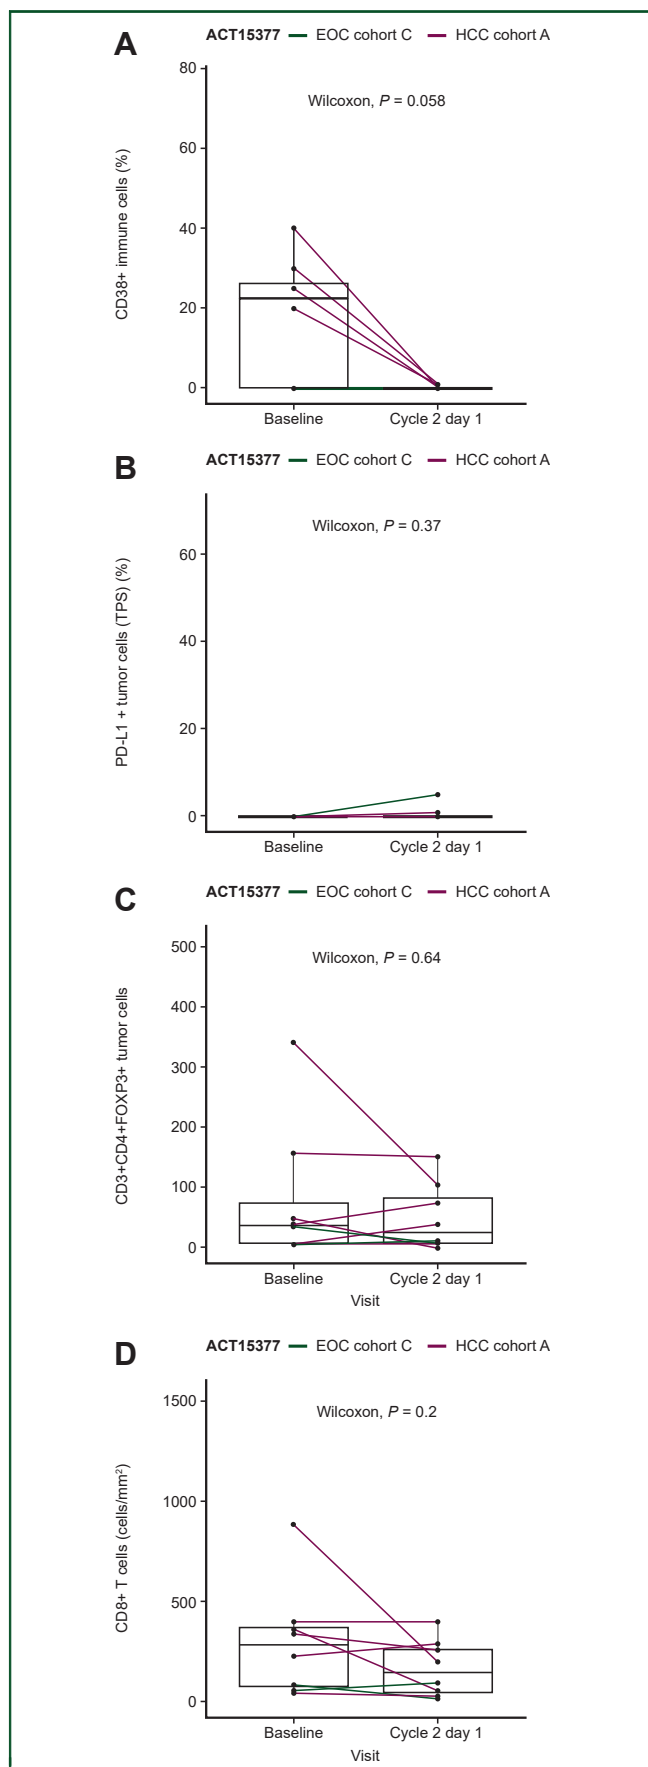 A
ACT15377 EOC cohort C HCC cohort A
80
Wilcoxon, P = 0.058
60
CD38+ immune cells (%)
40
20
0
Baseline Cycle 2 day 1
B
ACT15377 EOC cohort C HCC cohort A
Wilcoxon, P = 0.37
60
PD-L1 + tumor cells (TPS) (%)
40
20
0
Baseline Cycle 2 day 1
C
ACT15377 EOC cohort C HCC cohort A
500
Wilcoxon, P = 0.64
400
CD3+CD4+FOXP3+ tumor cells
300
200
100
0
Baseline Cycle 2 day 1
Visit
D
ACT15377 EOC cohort C HCC cohort A
1500
Wilcoxon, P = 0.2
CD8+ T cells (cells/mm²)
1000
500
0
Baseline Cycle 2 day 1
Visit